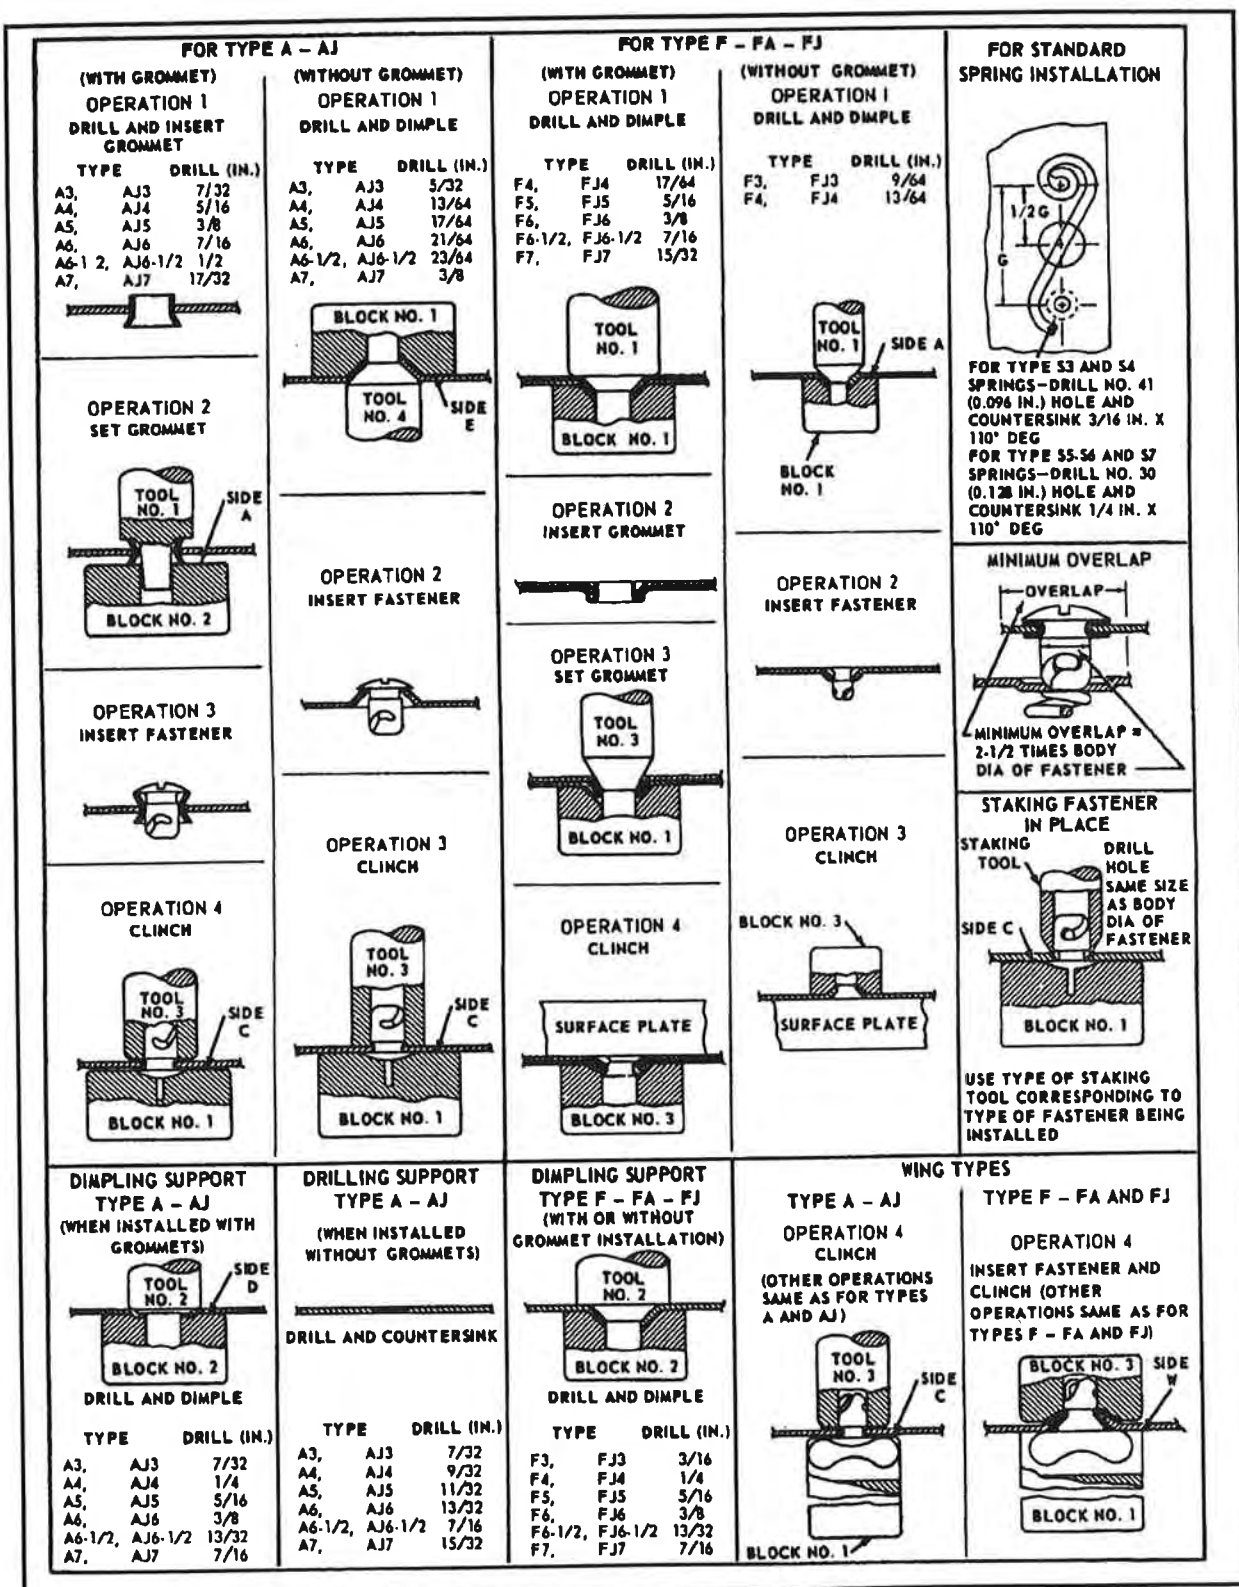 FOR TYPE A – AJ
(WITH GROMMET)
OPERATION 1
DRILL AND INSERT
GROMMET
TYPE DRILL (IN.)
A3, AJ3 7/32
A4, AJ4 5/16
A5, AJ5 3/8
A6, AJ6 7/16
A6-1 2, AJ6-1/2 1/2
A7, AJ7 17/32
OPERATION 2
SET GROMMET
TOOL
NO. 1
SIDE
A
BLOCK NO. 2
OPERATION 3
INSERT FASTENER
OPERATION 4
CLINCH
TOOL
NO. 3
SIDE
C
BLOCK NO. 1
(WITHOUT GROMMET)
OPERATION 1
DRILL AND DIMPLE
TYPE DRILL (IN.)
A3, AJ3 5/32
A4, AJ4 13/64
A5, AJ5 17/64
A6, AJ6 21/64
A6-1/2, AJ6-1/2 23/64
A7, AJ7 3/8
BLOCK NO. 1
TOOL
NO. 4
SIDE
E
OPERATION 2
INSERT FASTENER
OPERATION 3
CLINCH
TOOL
NO. 3
SIDE
C
BLOCK NO. 1
FOR TYPE F – FA – FJ
(WITH GROMMET)
OPERATION 1
DRILL AND DIMPLE
TYPE DRILL (IN.)
F4, FJ4 17/64
F5, FJ5 5/16
F6, FJ6 3/8
F6-1/2, FJ6-1/2 7/16
F7, FJ7 15/32
TOOL
NO. 1
BLOCK NO. 1
OPERATION 2
INSERT GROMMET
OPERATION 3
SET GROMMET
TOOL
NO. 3
BLOCK NO. 1
OPERATION 4
CLINCH
SURFACE PLATE
BLOCK NO. 3
(WITHOUT GROMMET)
OPERATION 1
DRILL AND DIMPLE
TYPE DRILL (IN.)
F3, FJ3 9/64
F4, FJ4 13/64
TOOL
NO. 1
SIDE A
BLOCK
NO. 1
OPERATION 2
INSERT FASTENER
OPERATION 3
CLINCH
BLOCK NO. 3
SURFACE PLATE
FOR STANDARD
SPRING INSTALLATION
1/2 G
G
FOR TYPE S3 AND S4
SPRINGS–DRILL NO. 41
(0.096 IN.) HOLE AND
COUNTERSINK 3/16 IN. X
110° DEG
FOR TYPE S5-S6 AND S7
SPRINGS–DRILL NO. 30
(0.128 IN.) HOLE AND
COUNTERSINK 1/4 IN. X
110° DEG
MINIMUM OVERLAP
OVERLAP
MINIMUM OVERLAP =
2-1/2 TIMES BODY
DIA OF FASTENER
STAKING FASTENER
IN PLACE
STAKING
TOOL
DRILL
HOLE
SAME SIZE
AS BODY
DIA OF
FASTENER
SIDE C
BLOCK NO. 1
USE TYPE OF STAKING
TOOL CORRESPONDING TO
TYPE OF FASTENER BEING
INSTALLED
DIMPLING SUPPORT
TYPE A – AJ
(WHEN INSTALLED WITH
GROMMETS)
TOOL
NO. 2
SIDE
D
BLOCK NO. 2
DRILL AND DIMPLE
TYPE DRILL (IN.)
A3, AJ3 7/32
A4, AJ4 1/4
A5, AJ5 5/16
A6, AJ6 3/8
A6-1/2, AJ6-1/2 13/32
A7, AJ7 7/16
DRILLING SUPPORT
TYPE A – AJ
(WHEN INSTALLED
WITHOUT GROMMETS)
DRILL AND COUNTERSINK
TYPE DRILL (IN.)
A3, AJ3 7/32
A4, AJ4 9/32
A5, AJ5 11/32
A6, AJ6 13/32
A6-1/2, AJ6-1/2 7/16
A7, AJ7 15/32
DIMPLING SUPPORT
TYPE F – FA – FJ
(WITH OR WITHOUT
GROMMET INSTALLATION)
TOOL
NO. 2
BLOCK NO. 2
DRILL AND DIMPLE
TYPE DRILL (IN.)
F3, FJ3 3/16
F4, FJ4 1/4
F5, FJ5 5/16
F6, FJ6 3/8
F6-1/2, FJ6-1/2 13/32
F7, FJ7 7/16
WING TYPES
TYPE A – AJ
OPERATION 4
CLINCH
(OTHER OPERATIONS
SAME AS FOR TYPES
A AND AJ)
TOOL
NO. 3
SIDE
C
BLOCK NO. 1
TYPE F – FA AND FJ
OPERATION 4
INSERT FASTENER AND
CLINCH (OTHER
OPERATIONS SAME AS FOR
TYPES F – FA AND FJ)
BLOCK NO. 3
SIDE
W
BLOCK NO. 1